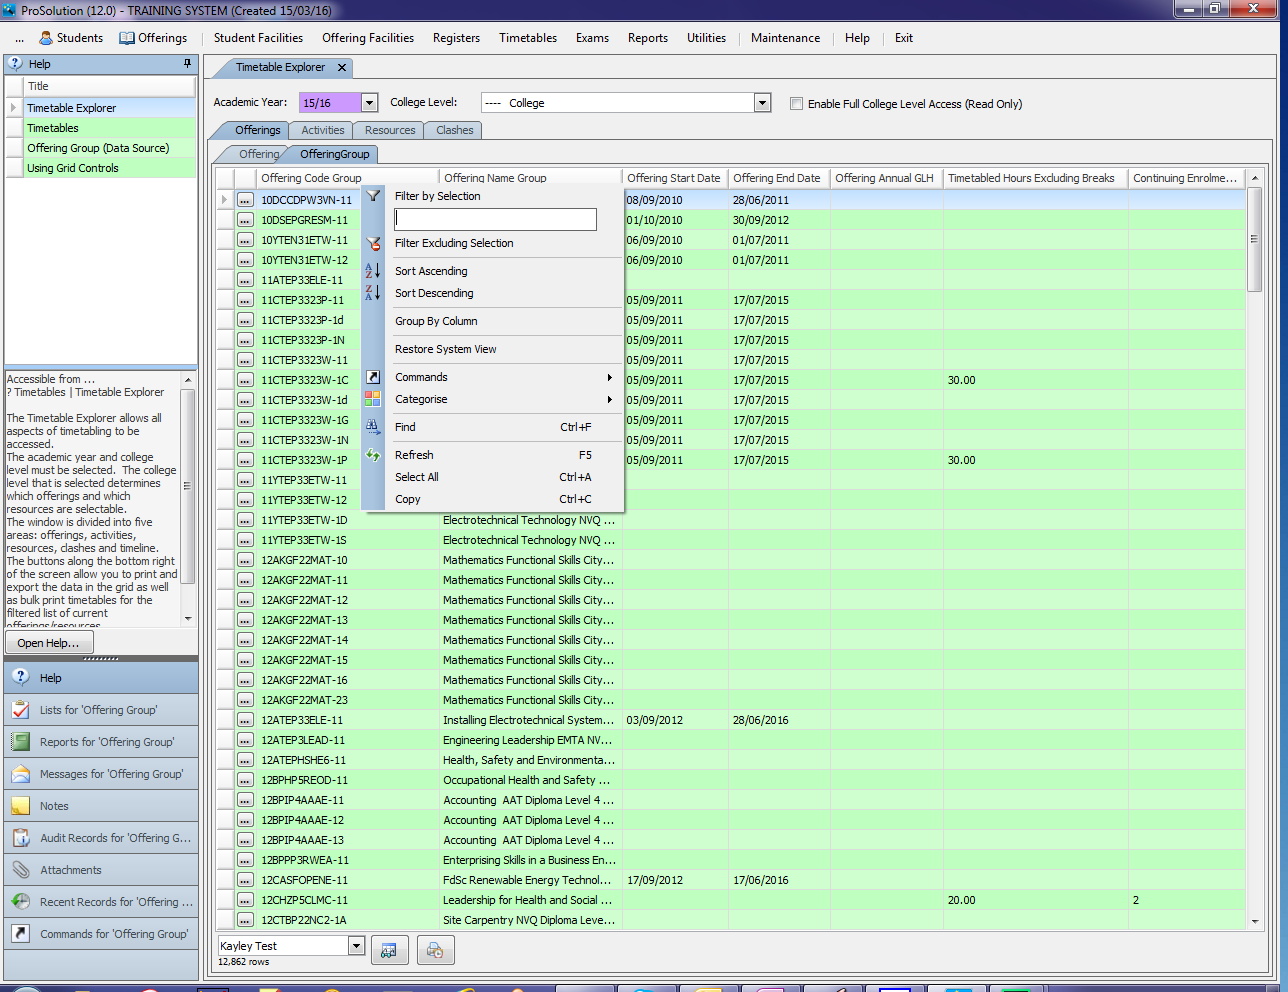 ProSolution (12.0) - TRAINING SYSTEM (Created 15/03/16)
... Students Offerings Student Facilities Offering Facilities Registers Timetables Exams Reports Utilities Maintenance Help Exit
Help
Title
Timetable Explorer
Timetables
Offering Group (Data Source)
Using Grid Controls
Accessible from ...
? Timetables | Timetable Explorer
The Timetable Explorer allows all
aspects of timetabling to be
accessed.
The academic year and college
level must be selected. The college
level that is selected determines
which offerings and which
resources are selectable.
The window is divided into five
areas: offerings, activities,
resources, clashes and timeline.
The buttons along the bottom right
of the screen allow you to print and
export the data in the grid as well
as bulk print timetables for the
filtered list of current
offerings/resources
Open Help...
Help
Lists for 'Offering Group'
Reports for 'Offering Group'
Messages for 'Offering Group'
Notes
Audit Records for 'Offering G...
Attachments
Recent Records for 'Offering ...
Commands for 'Offering Group'
Timetable Explorer
Academic Year: 15/16 College Level: ---- College Enable Full College Level Access (Read Only)
Offerings Activities Resources Clashes
Offering OfferingGroup
Offering Code Group Offering Name Group Offering Start Date Offering End Date Offering Annual GLH Timetabled Hours Excluding Breaks Continuing Enrolme...
10DCCDPW3VN-11 08/09/2010 28/06/2011
10DSEPGRESM-11 01/10/2010 30/09/2012
10YTEN31ETW-11 06/09/2010 01/07/2011
10YTEN31ETW-12 06/09/2010 01/07/2011
11ATEP33ELE-11
11CTEP3323P-11 05/09/2011 17/07/2015
11CTEP3323P-1d 05/09/2011 17/07/2015
11CTEP3323P-1N 05/09/2011 17/07/2015
11CTEP3323W-11 05/09/2011 17/07/2015
11CTEP3323W-1C 05/09/2011 17/07/2015 30.00
11CTEP3323W-1d 05/09/2011 17/07/2015
11CTEP3323W-1G 05/09/2011 17/07/2015
11CTEP3323W-1N 05/09/2011 17/07/2015
11CTEP3323W-1P 05/09/2011 17/07/2015 30.00
11YTEP33ETW-11
11YTEP33ETW-12
11YTEP33ETW-1D Electrotechnical Technology NVQ ...
11YTEP33ETW-1S Electrotechnical Technology NVQ ...
12AKGF22MAT-10 Mathematics Functional Skills City...
12AKGF22MAT-11 Mathematics Functional Skills City...
12AKGF22MAT-12 Mathematics Functional Skills City...
12AKGF22MAT-13 Mathematics Functional Skills City...
12AKGF22MAT-14 Mathematics Functional Skills City...
12AKGF22MAT-15 Mathematics Functional Skills City...
12AKGF22MAT-16 Mathematics Functional Skills City...
12AKGF22MAT-23 Mathematics Functional Skills City...
12ATEP33ELE-11 Installing Electrotechnical System... 03/09/2012 28/06/2016
12ATEP3LEAD-11 Engineering Leadership EMTA NV...
12ATEPHSHE6-11 Health, Safety and Environmenta...
12BPHP5REOD-11 Occupational Health and Safety ...
12BPIP4AAAE-11 Accounting AAT Diploma Level 4 ...
12BPIP4AAAE-12 Accounting AAT Diploma Level 4 ...
12BPIP4AAAE-13 Accounting AAT Diploma Level 4 ...
12BPPP3RWEA-11 Enterprising Skills in a Business En...
12CASFOPENE-11 FdSc Renewable Energy Technol... 17/09/2012 17/06/2016
12CHZP5CLMC-11 Leadership for Health and Social ... 20.00 2
12CTBP22NC2-1A Site Carpentry NVQ Diploma Leve...
Filter by Selection
Filter Excluding Selection
Sort Ascending
Sort Descending
Group By Column
Restore System View
Commands
Categorise
Find Ctrl+F
Refresh F5
Select All Ctrl+A
Copy Ctrl+C
Kayley Test
12,862 rows